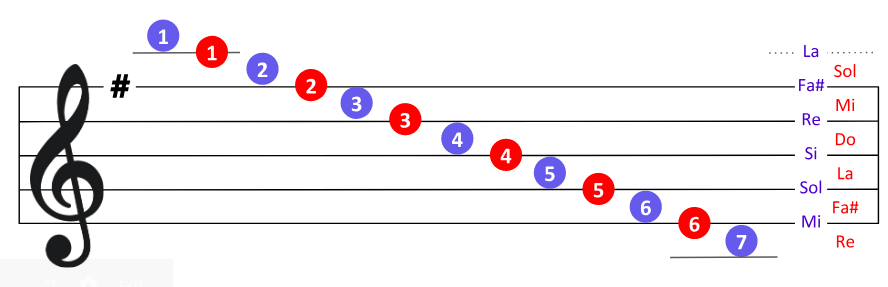 1 1 2 2 3 3 4 4 5 5 6 6 7
#
La
Sol
Fa#
Mi
Re
Do
Si
La
Sol
Fa#
Mi
Re